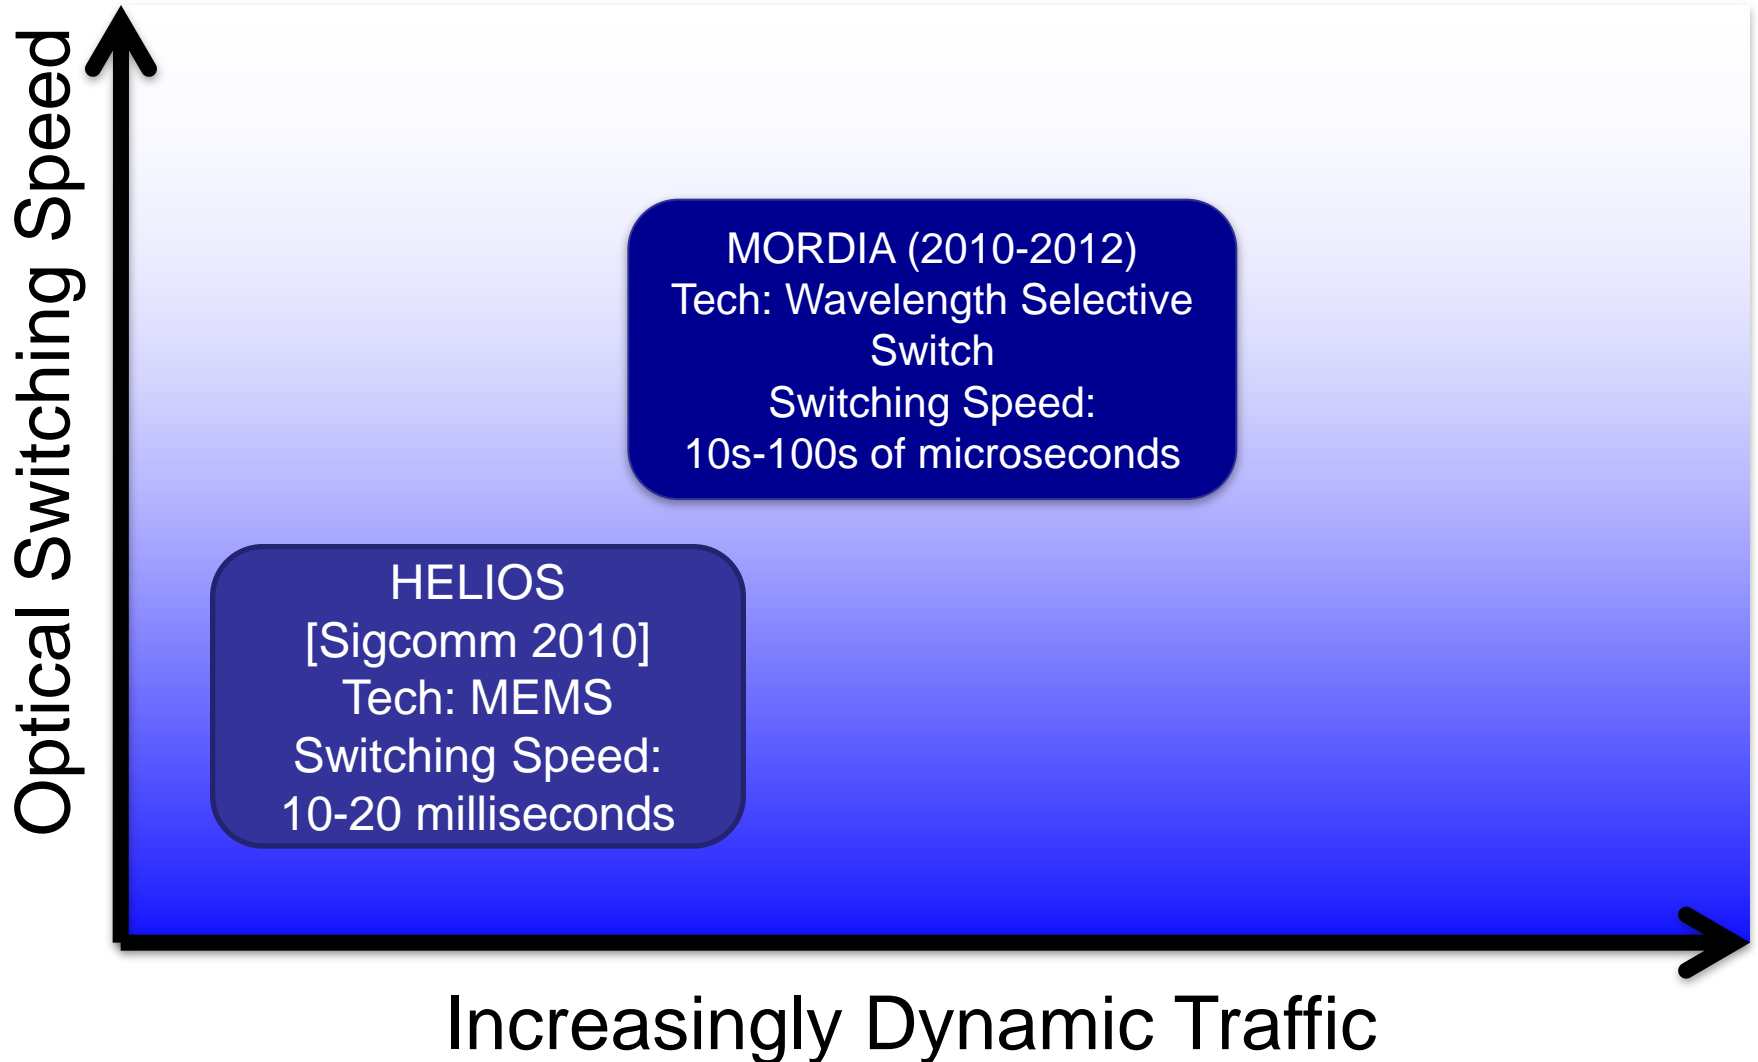 Optical Switching Speed
MORDIA (2010-2012)
Tech: Wavelength Selective
Switch
Switching Speed:
10s-100s of microseconds
HELIOS
[Sigcomm 2010]
Tech: MEMS
Switching Speed:
10-20 milliseconds
Increasingly Dynamic Traffic